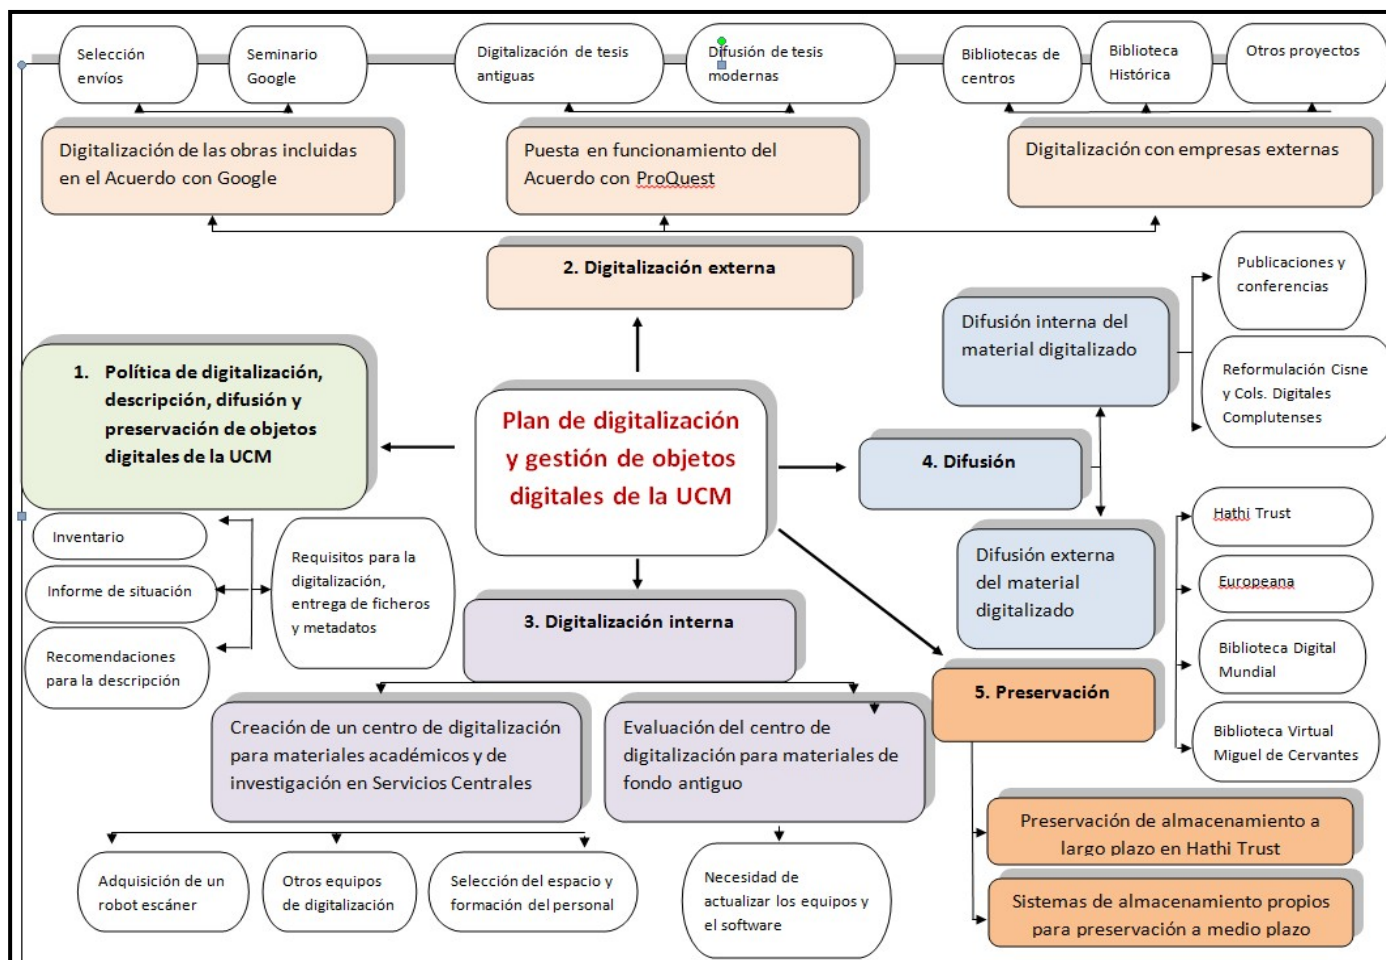 Selección
envíos
Seminario
Google
Digitalización de tesis
antiguas
Difusión de tesis
modernas
Bibliotecas de
centros
Biblioteca
Histórica
Otros proyectos
Digitalización de las obras incluidas
en el Acuerdo con Google
Puesta en funcionamiento del
Acuerdo con ProQuest
Digitalización con empresas externas
2. Digitalización externa
Publicaciones y
conferencias
Difusión interna del
material digitalizado
Reformulación Cisne
y Cols. Digitales
Complutenses
1. Política de digitalización,
descripción, difusión y
preservación de objetos
digitales de la UCM
Plan de digitalización
y gestión de objetos
digitales de la UCM
4. Difusión
Inventario
Informe de situación
Recomendaciones
para la descripción
Requisitos para la
digitalización,
entrega de ficheros
y metadatos
Difusión externa
del material
digitalizado
Hathi Trust
Europeana
Biblioteca Digital
Mundial
Biblioteca Virtual
Miguel de Cervantes
3. Digitalización interna
5. Preservación
Creación de un centro de digitalización
para materiales académicos y de
investigación en Servicios Centrales
Evaluación del centro de
digitalización para materiales de
fondo antiguo
Preservación de almacenamiento a
largo plazo en Hathi Trust
Sistemas de almacenamiento propios
para preservación a medio plazo
Adquisición de un
robot escáner
Otros equipos
de digitalización
Selección del espacio y
formación del personal
Necesidad de
actualizar los equipos y
el software